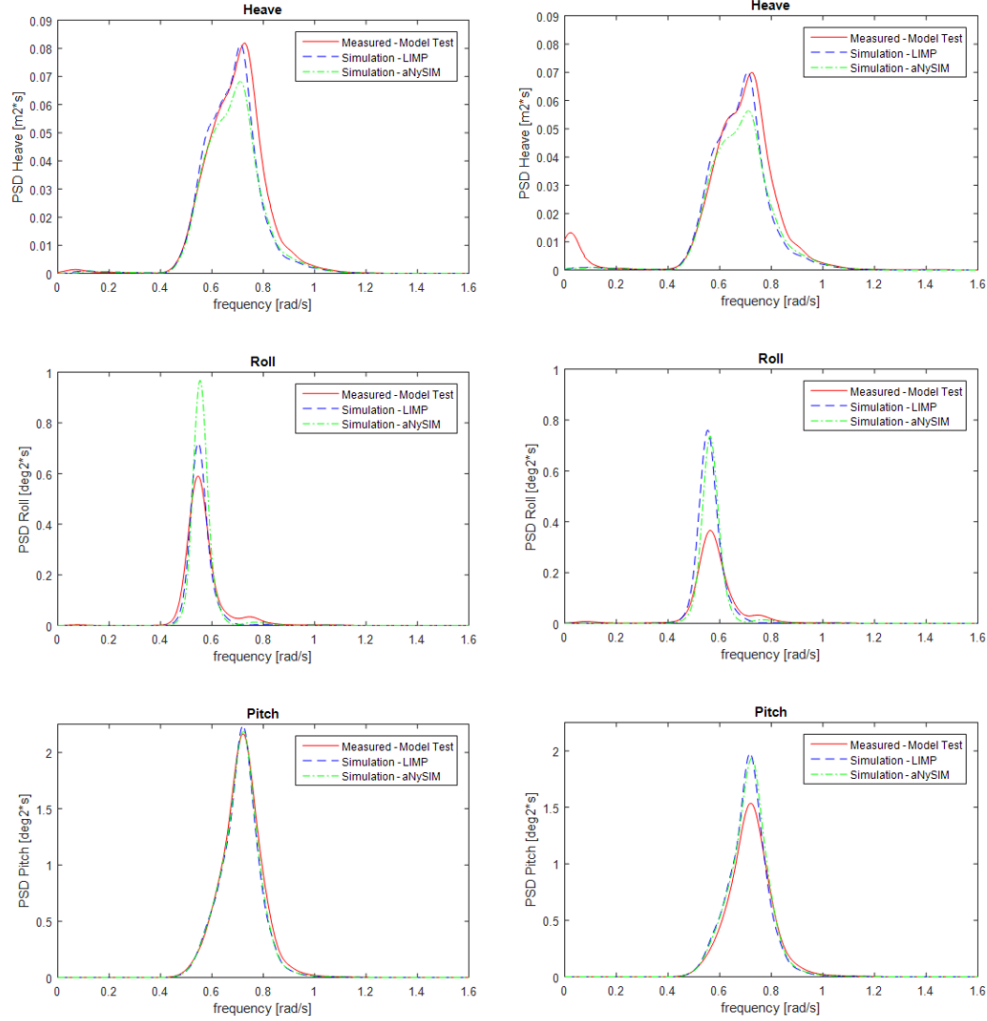 Heave
0.09
0.08
0.07
0.06
0.05
0.04
0.03
0.02
0.01
0
PSD Heave [m2*s]
Measured - Model Test
Simulation - LIMP
Simulation - aNySIM
0 0.2 0.4 0.6 0.8 1 1.2 1.4 1.6
frequency [rad/s]
Heave
0.09
0.08
0.07
0.06
0.05
0.04
0.03
0.02
0.01
0
PSD Heave [m2*s]
Measured - Model Test
Simulation - LIMP
Simulation - aNySIM
0 0.2 0.4 0.6 0.8 1 1.2 1.4 1.6
frequency [rad/s]
Roll
1
0.8
0.6
0.4
0.2
0
PSD Roll [deg2*s]
Measured - Model Test
Simulation - LIMP
Simulation - aNySIM
0 0.2 0.4 0.6 0.8 1 1.2 1.4 1.6
frequency [rad/s]
Roll
1
0.8
0.6
0.4
0.2
0
PSD Roll [deg2*s]
Measured - Model Test
Simulation - LIMP
Simulation - aNySIM
0 0.2 0.4 0.6 0.8 1 1.2 1.4 1.6
frequency [rad/s]
Pitch
2
1.5
1
0.5
0
PSD Pitch [deg2*s]
Measured - Model Test
Simulation - LIMP
Simulation - aNySIM
0 0.2 0.4 0.6 0.8 1 1.2 1.4 1.6
frequency [rad/s]
Pitch
2
1.5
1
0.5
0
PSD Pitch [deg2*s]
Measured - Model Test
Simulation - LIMP
Simulation - aNySIM
0 0.2 0.4 0.6 0.8 1 1.2 1.4 1.6
frequency [rad/s]